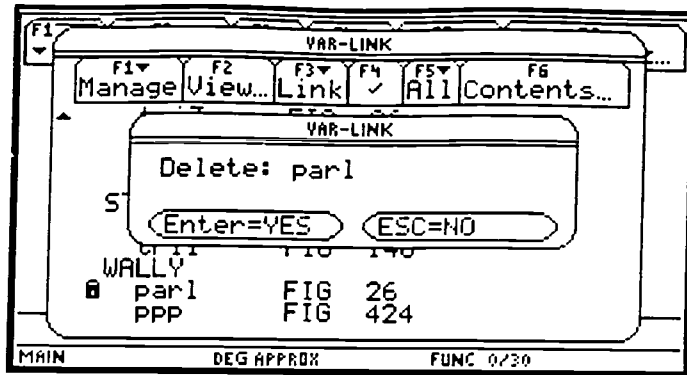 F1
VAR-LINK
F1 F2 F3 F4 F5 F6
Manage View... Link ✓ All Contents...
VAR-LINK
Delete: parl
Enter=YES ESC=NO
WALLY
parl FIG 26
PPP FIG 424
MAIN DEG APPROX FUNC 0/30